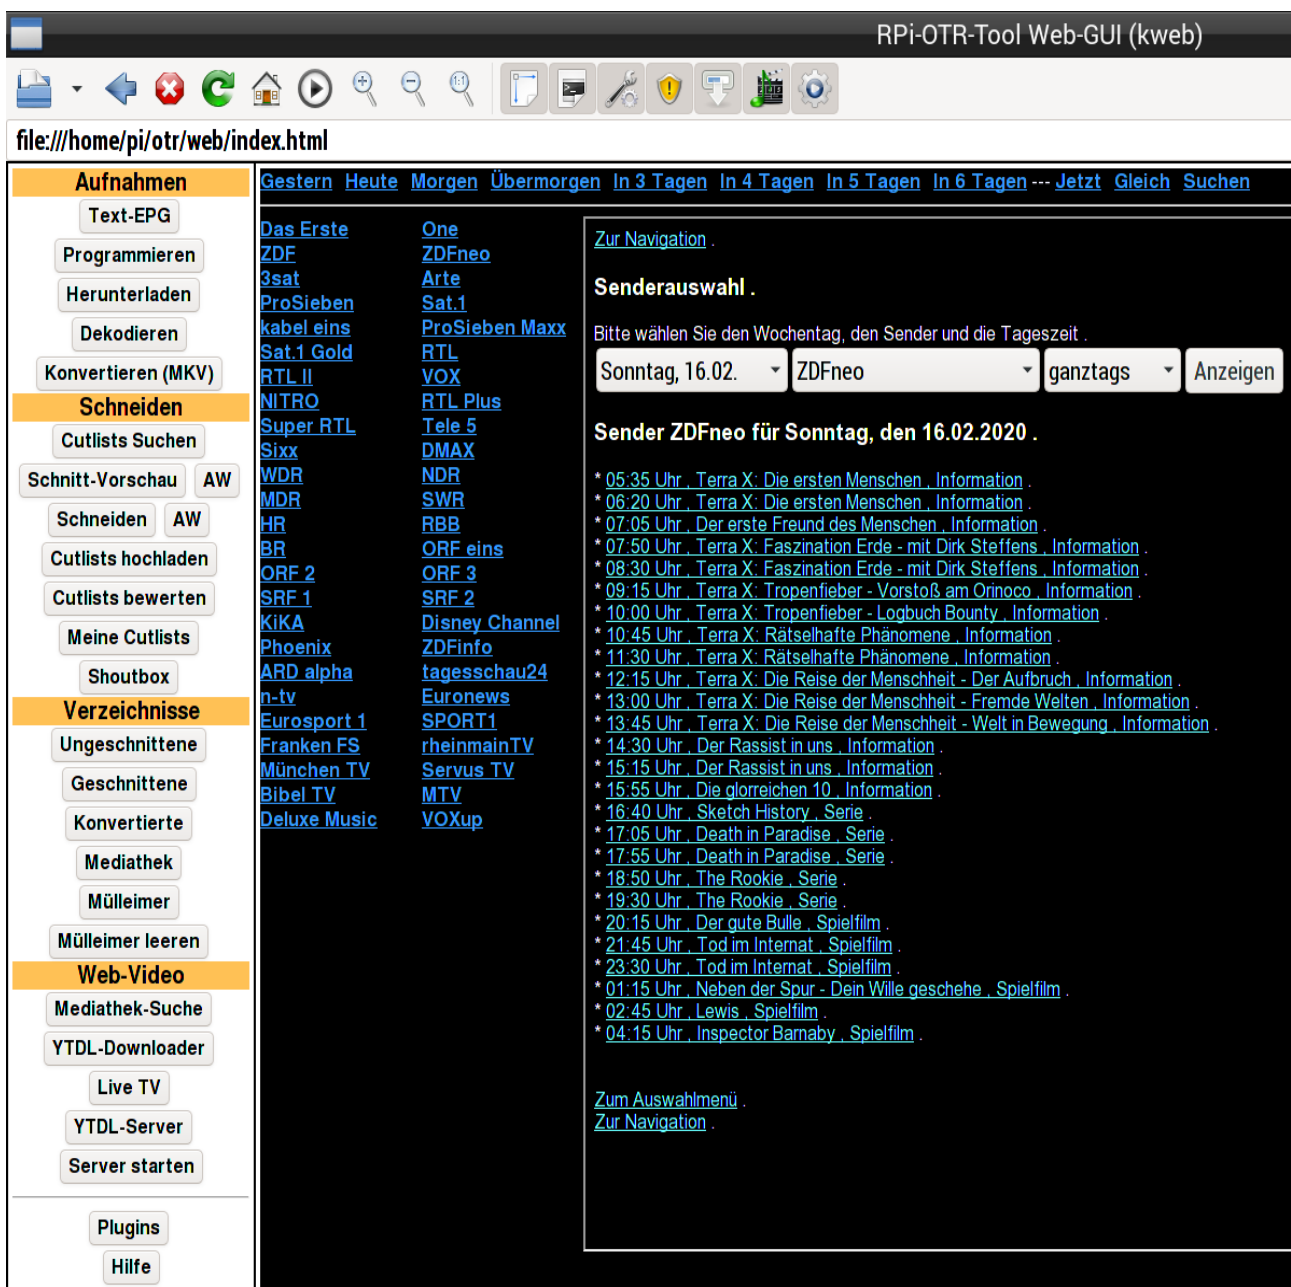 RPi-OTR-Tool Web-GUI (kweb)
1:1
file:///home/pi/otr/web/index.html
Aufnahmen
Text-EPG
Programmieren
Herunterladen
Dekodieren
Konvertieren (MKV)
Schneiden
Cutlists Suchen
Schnitt-Vorschau AW
Schneiden AW
Cutlists hochladen
Cutlists bewerten
Meine Cutlists
Shoutbox
Verzeichnisse
Ungeschnittene
Geschnittene
Konvertierte
Mediathek
Mülleimer
Mülleimer leeren
Web-Video
Mediathek-Suche
YTDL-Downloader
Live TV
YTDL-Server
Server starten
Plugins
Hilfe
Gestern Heute Morgen Übermorgen In 3 Tagen In 4 Tagen In 5 Tagen In 6 Tagen --- Jetzt Gleich Suchen
Das Erste One
ZDF ZDFneo
3sat Arte
ProSieben Sat.1
kabel eins ProSieben Maxx
Sat.1 Gold RTL
RTL II VOX
NITRO RTL Plus
Super RTL Tele 5
Sixx DMAX
WDR NDR
MDR SWR
HR RBB
BR ORF eins
ORF 2 ORF 3
SRF 1 SRF 2
KiKA Disney Channel
Phoenix ZDFinfo
ARD alpha tagesschau24
n-tv Euronews
Eurosport 1 SPORT1
Franken FS rheinmainTV
München TV Servus TV
Bibel TV MTV
Deluxe Music VOXup
Zur Navigation .
Senderauswahl .
Bitte wählen Sie den Wochentag, den Sender und die Tageszeit .
Sonntag, 16.02. ZDFneo ganztags Anzeigen
Sender ZDFneo für Sonntag, den 16.02.2020 .
* 05:35 Uhr , Terra X: Die ersten Menschen , Information .
* 06:20 Uhr , Terra X: Die ersten Menschen , Information .
* 07:05 Uhr , Der erste Freund des Menschen , Information .
* 07:50 Uhr , Terra X: Faszination Erde - mit Dirk Steffens , Information .
* 08:30 Uhr , Terra X: Faszination Erde - mit Dirk Steffens , Information .
* 09:15 Uhr , Terra X: Tropenfieber - Vorstoß am Orinoco , Information .
* 10:00 Uhr , Terra X: Tropenfieber - Logbuch Bounty , Information .
* 10:45 Uhr , Terra X: Rätselhafte Phänomene , Information .
* 11:30 Uhr , Terra X: Rätselhafte Phänomene , Information .
* 12:15 Uhr , Terra X: Die Reise der Menschheit - Der Aufbruch , Information .
* 13:00 Uhr , Terra X: Die Reise der Menschheit - Fremde Welten , Information .
* 13:45 Uhr , Terra X: Die Reise der Menschheit - Welt in Bewegung , Information .
* 14:30 Uhr , Der Rassist in uns , Information .
* 15:15 Uhr , Der Rassist in uns , Information .
* 15:55 Uhr , Die glorreichen 10 , Information .
* 16:40 Uhr , Sketch History , Serie .
* 17:05 Uhr , Death in Paradise , Serie .
* 17:55 Uhr , Death in Paradise , Serie .
* 18:50 Uhr , The Rookie , Serie .
* 19:30 Uhr , The Rookie , Serie .
* 20:15 Uhr , Der gute Bulle , Spielfilm .
* 21:45 Uhr , Tod im Internat , Spielfilm .
* 23:30 Uhr , Tod im Internat , Spielfilm .
* 01:15 Uhr , Neben der Spur - Dein Wille geschehe , Spielfilm .
* 02:45 Uhr , Lewis , Spielfilm .
* 04:15 Uhr , Inspector Barnaby , Spielfilm .
Zum Auswahlmenü .
Zur Navigation .